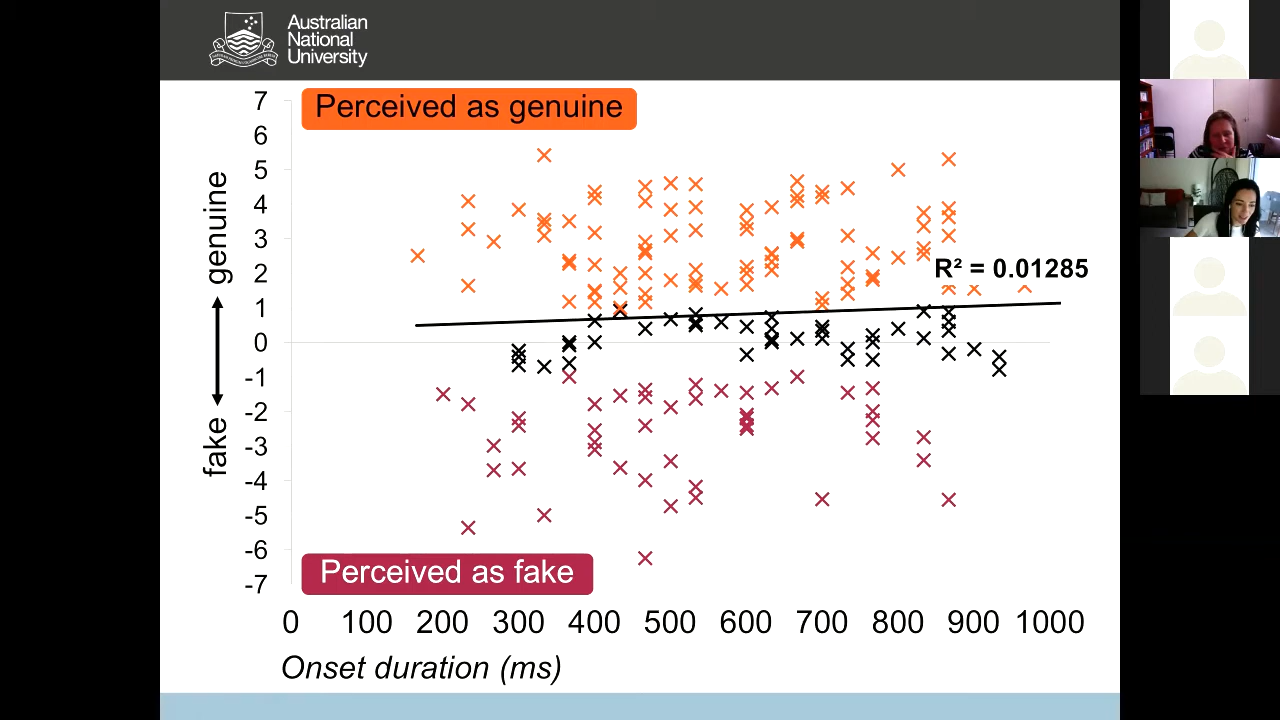 Australian
National
University
Perceived as genuine
7
6
5
4
3
2
1
0
-1
-2
-3
-4
-5
-6
-7
fake
genuine
R² = 0.01285
Perceived as fake
0 100 200 300 400 500 600 700 800 900 1000
Onset duration (ms)